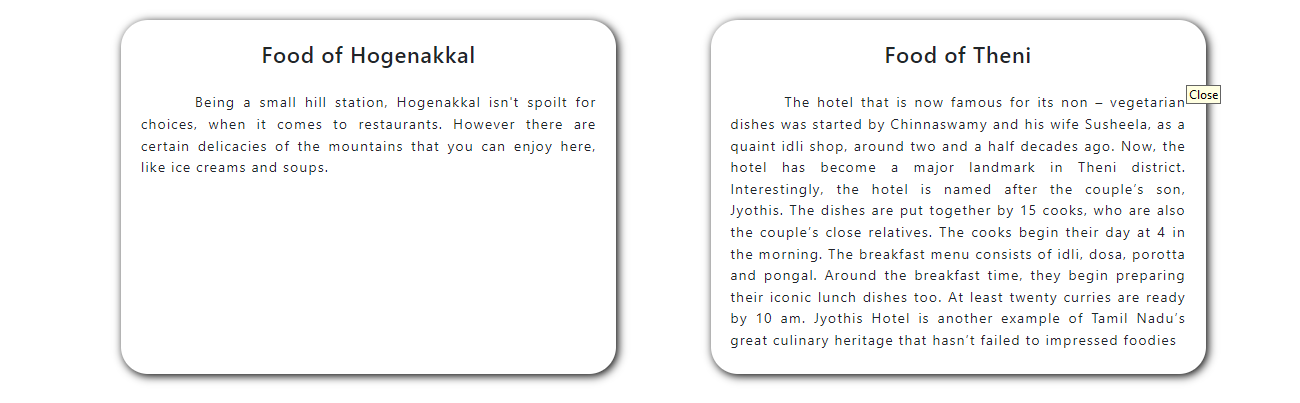 Food of Hogenakkal
Being a small hill station, Hogenakkal isn't spoilt for
choices, when it comes to restaurants. However there are
certain delicacies of the mountains that you can enjoy here,
like ice creams and soups.
Food of Theni
The hotel that is now famous for its non – vegetarian
dishes was started by Chinnaswamy and his wife Susheela, as a
quaint idli shop, around two and a half decades ago. Now, the
hotel has become a major landmark in Theni district.
Interestingly, the hotel is named after the couple’s son,
Jyothis. The dishes are put together by 15 cooks, who are also
the couple’s close relatives. The cooks begin their day at 4 in
the morning. The breakfast menu consists of idli, dosa, porotta
and pongal. Around the breakfast time, they begin preparing
their iconic lunch dishes too. At least twenty curries are ready
by 10 am. Jyothis Hotel is another example of Tamil Nadu’s
great culinary heritage that hasn’t failed to impressed foodies
Close